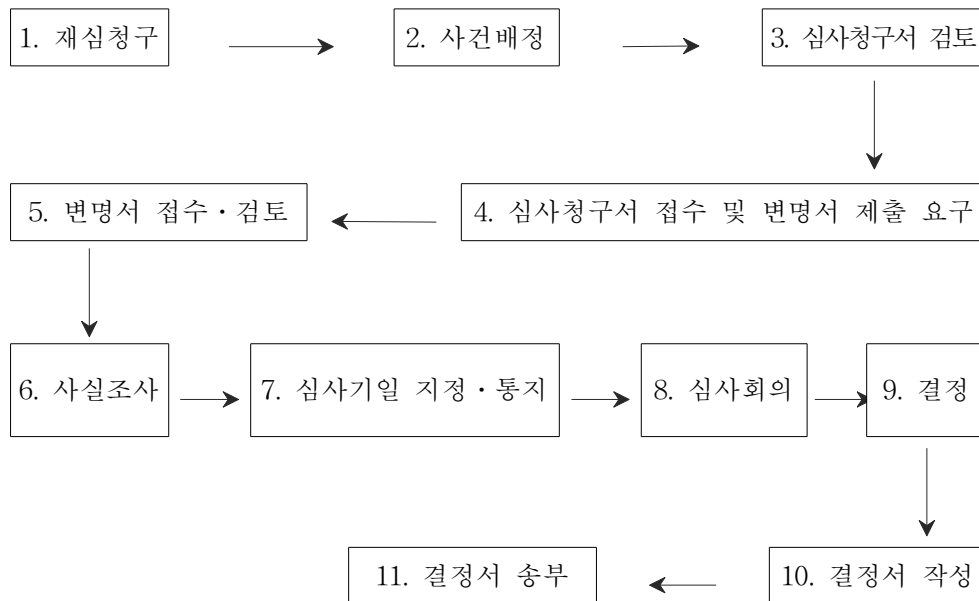 1. 재심청구
2. 사건배정
3. 심사청구서 검토
4. 심사청구서 접수 및 변명서 제출 요구
5. 변명서 접수·검토
6. 사실조사
7. 심사기일 지정·통지
8. 심사회의
9. 결정
10. 결정서 작성
11. 결정서 송부